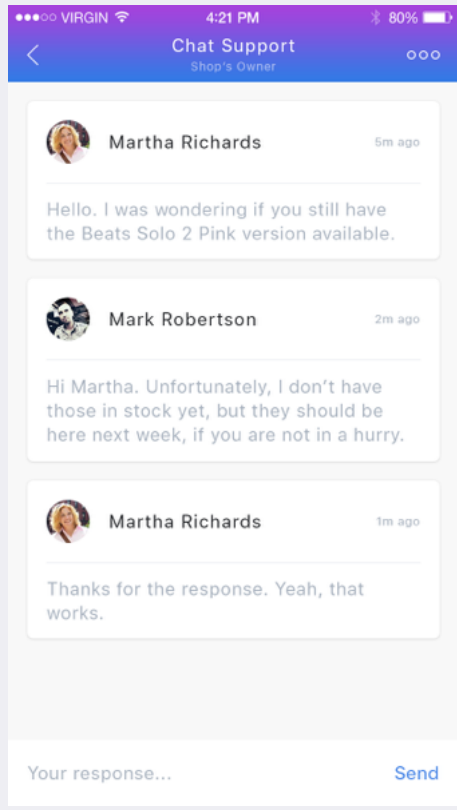 VIRGIN 4:21 PM 80%
Chat Support
Shop's Owner
Martha Richards 5m ago
Hello. I was wondering if you still have
the Beats Solo 2 Pink version available.
Mark Robertson 2m ago
Hi Martha. Unfortunately, I don't have
those in stock yet, but they should be
here next week, if you are not in a hurry.
Martha Richards 1m ago
Thanks for the response. Yeah, that
works.
Your response... Send